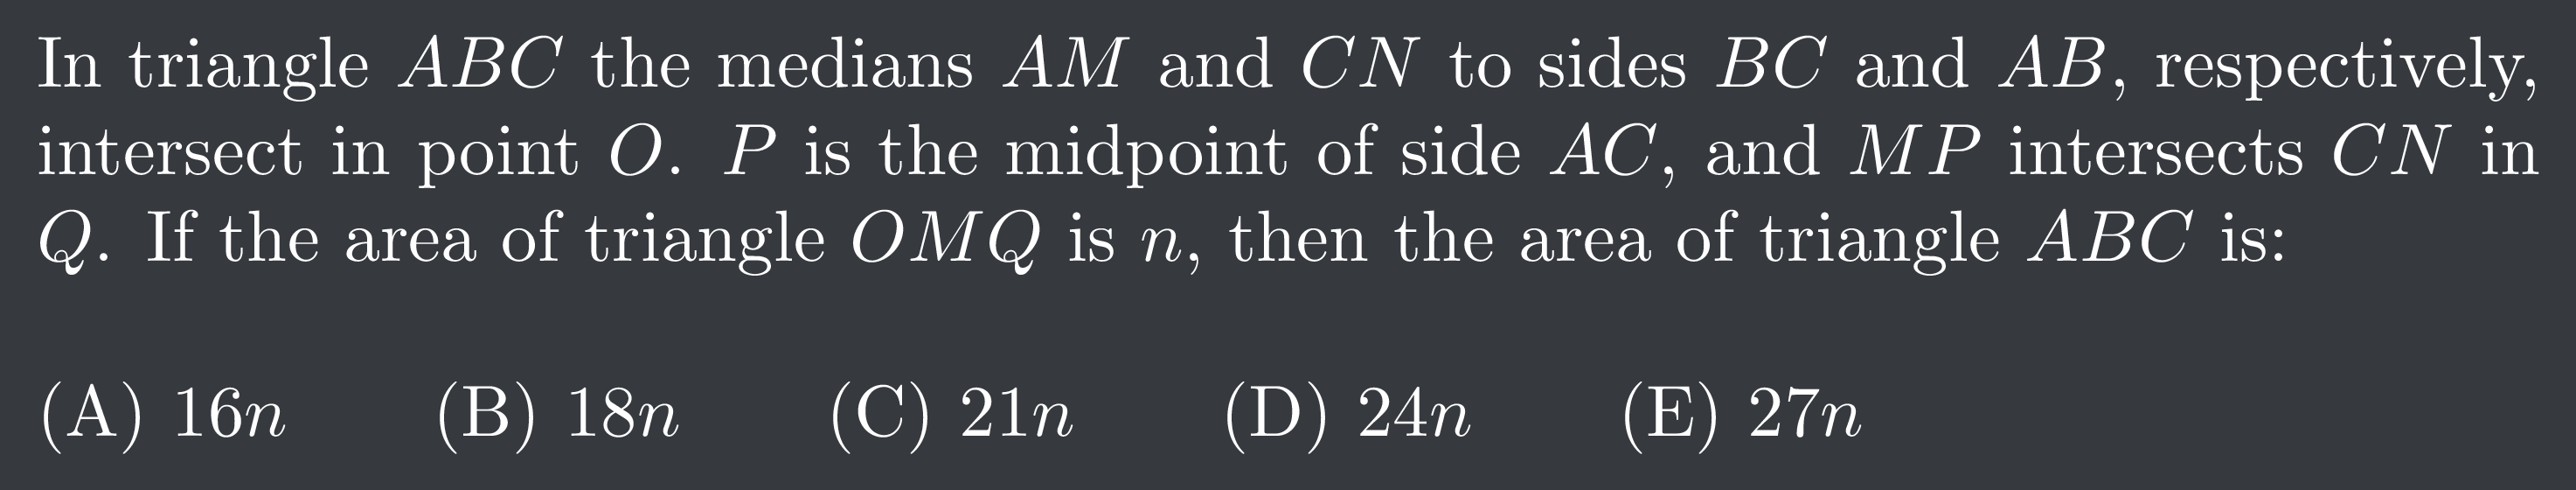 In triangle ABC the medians AM and CN to sides BC and AB, respectively,
intersect in point O. P is the midpoint of side AC, and MP intersects CN in
Q. If the area of triangle OMQ is n, then the area of triangle ABC is:
(A) 16n (B) 18n (C) 21n (D) 24n (E) 27n